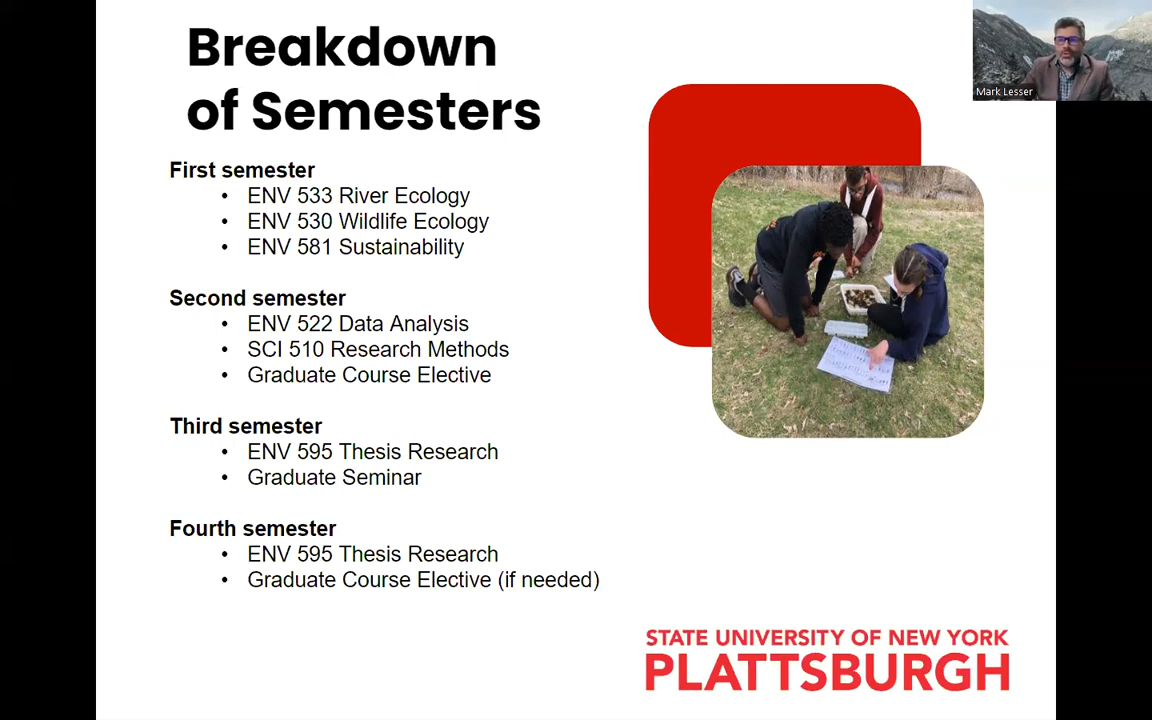 Breakdown
of Semesters
Mark Lesser
First semester
• ENV 533 River Ecology
• ENV 530 Wildlife Ecology
• ENV 581 Sustainability
Second semester
• ENV 522 Data Analysis
• SCI 510 Research Methods
• Graduate Course Elective
Third semester
• ENV 595 Thesis Research
• Graduate Seminar
Fourth semester
• ENV 595 Thesis Research
• Graduate Course Elective (if needed)
STATE UNIVERSITY OF NEW YORK
PLATTSBURGH